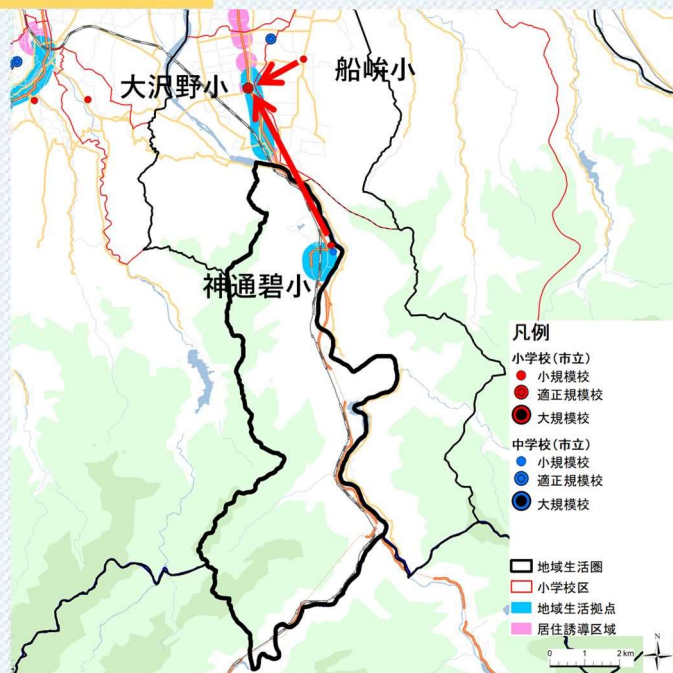 船峅小
大沢野小
神通碧小
凡例
小学校(市立)
小規模校
適正規模校
大規模校
中学校(市立)
小規模校
適正規模校
大規模校
地域生活圏
小学校区
地域生活拠点
居住誘導区域
N
0 1 2 km